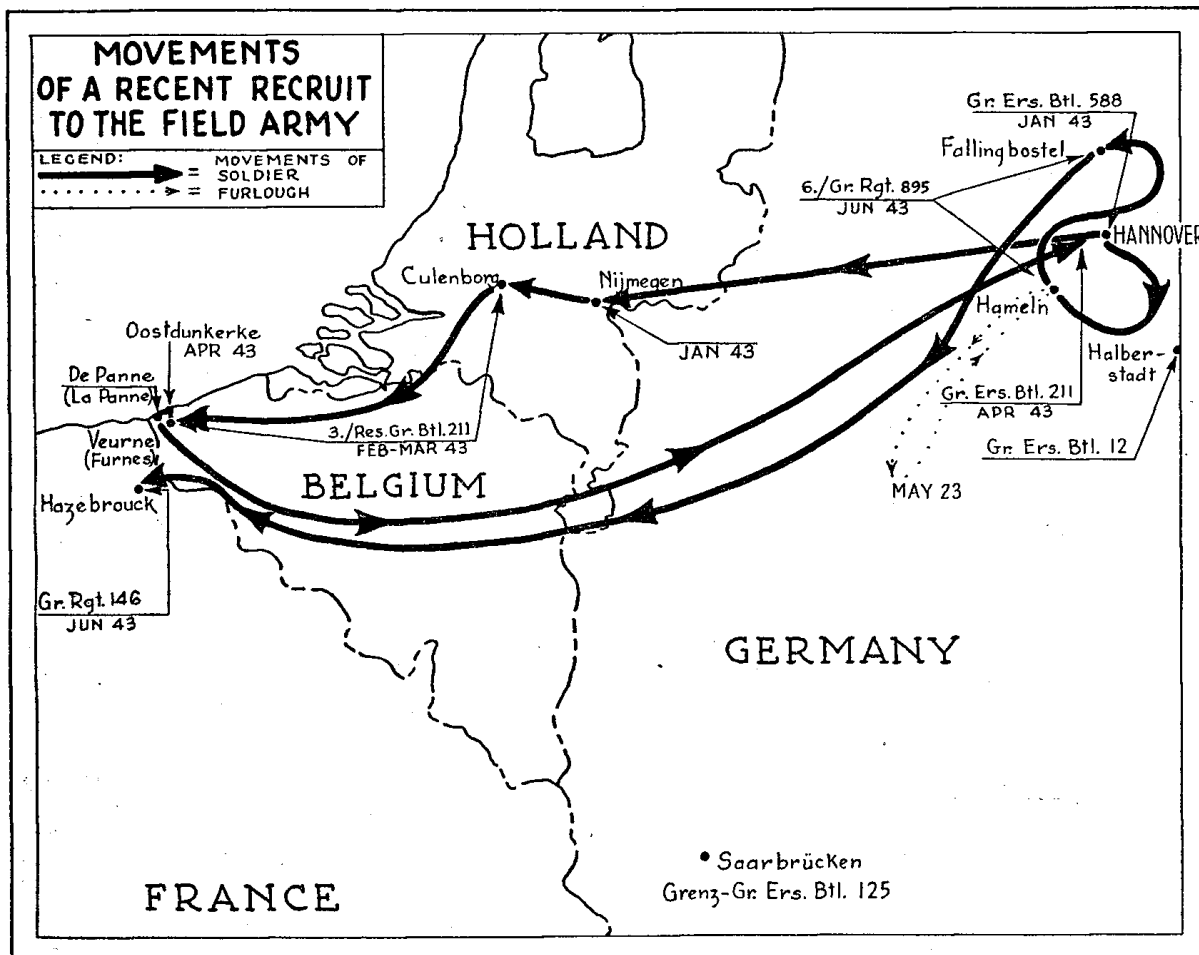 MOVEMENTS
OF A RECENT RECRUIT
TO THE FIELD ARMY
LEGEND:
= MOVEMENTS OF
SOLDIER
= FURLOUGH
Gr. Ers. Btl. 588
JAN 43
Fallingbostel
6./Gr. Rgt. 895
JUN 43
HOLLAND
HANNOVER
Culenborg
Nijmegen
Hameln
JAN 43
Oostdunkerke
APR 43
Halber-
stadt
De Panne
(La Panne)
Gr. Ers. Btl. 211
APR 43
3./Res. Gr. Btl. 211
FEB-MAR 43
Veurne
(Furnes)
Gr. Ers. Btl. 12
BELGIUM
MAY 23
Hazebrouck
Gr. Rgt. 146
JUN 43
GERMANY
Saarbrücken
Grenz-Gr. Ers. Btl. 125
FRANCE